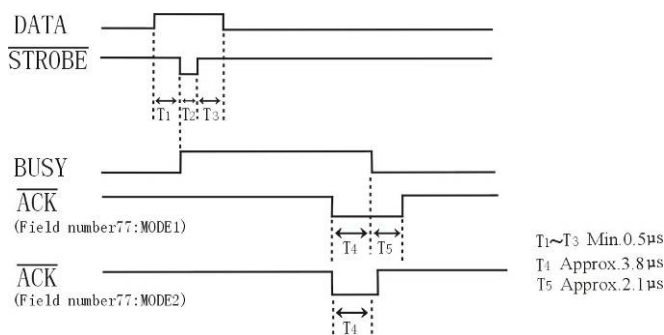 DATA
STROBE
T1 T2 T3
BUSY
ACK
(Field number77:MODE1)
T4 T5
T1~T3 Min.0.5µs
T4 Approx.3.8µs
T5 Approx.2.1µs
ACK
(Field number77:MODE2)
T4